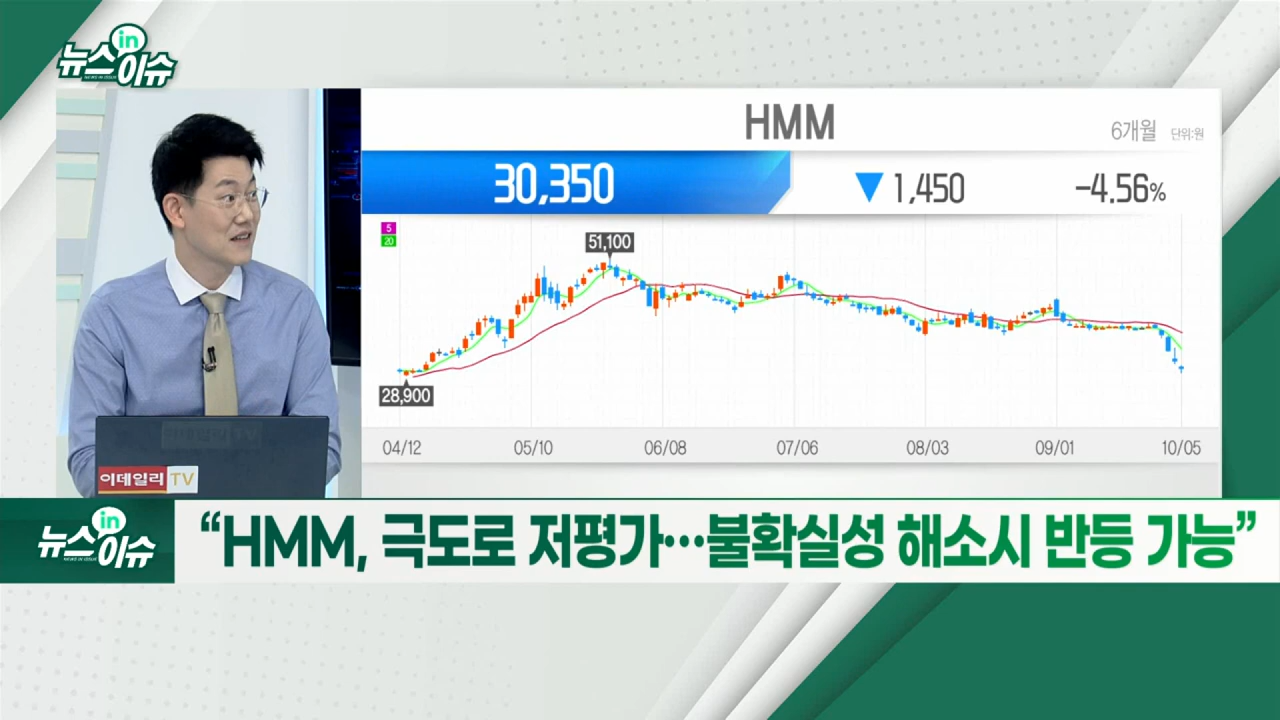 뉴스in이슈
HMM
6개월 단위:원
30,350 ▼1,450 -4.56%
5
20
51,100
28,900
04/12 05/10 06/08 07/06 08/03 09/01 10/05
이데일리TV
뉴스in이슈
“HMM, 극도로 저평가…불확실성 해소시 반등 가능”